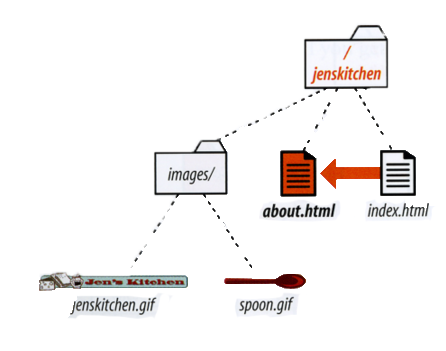 /
jenskitchen
images/
about.html
index.html
Jen's Kitchen
jenskitchen.gif
spoon.gif